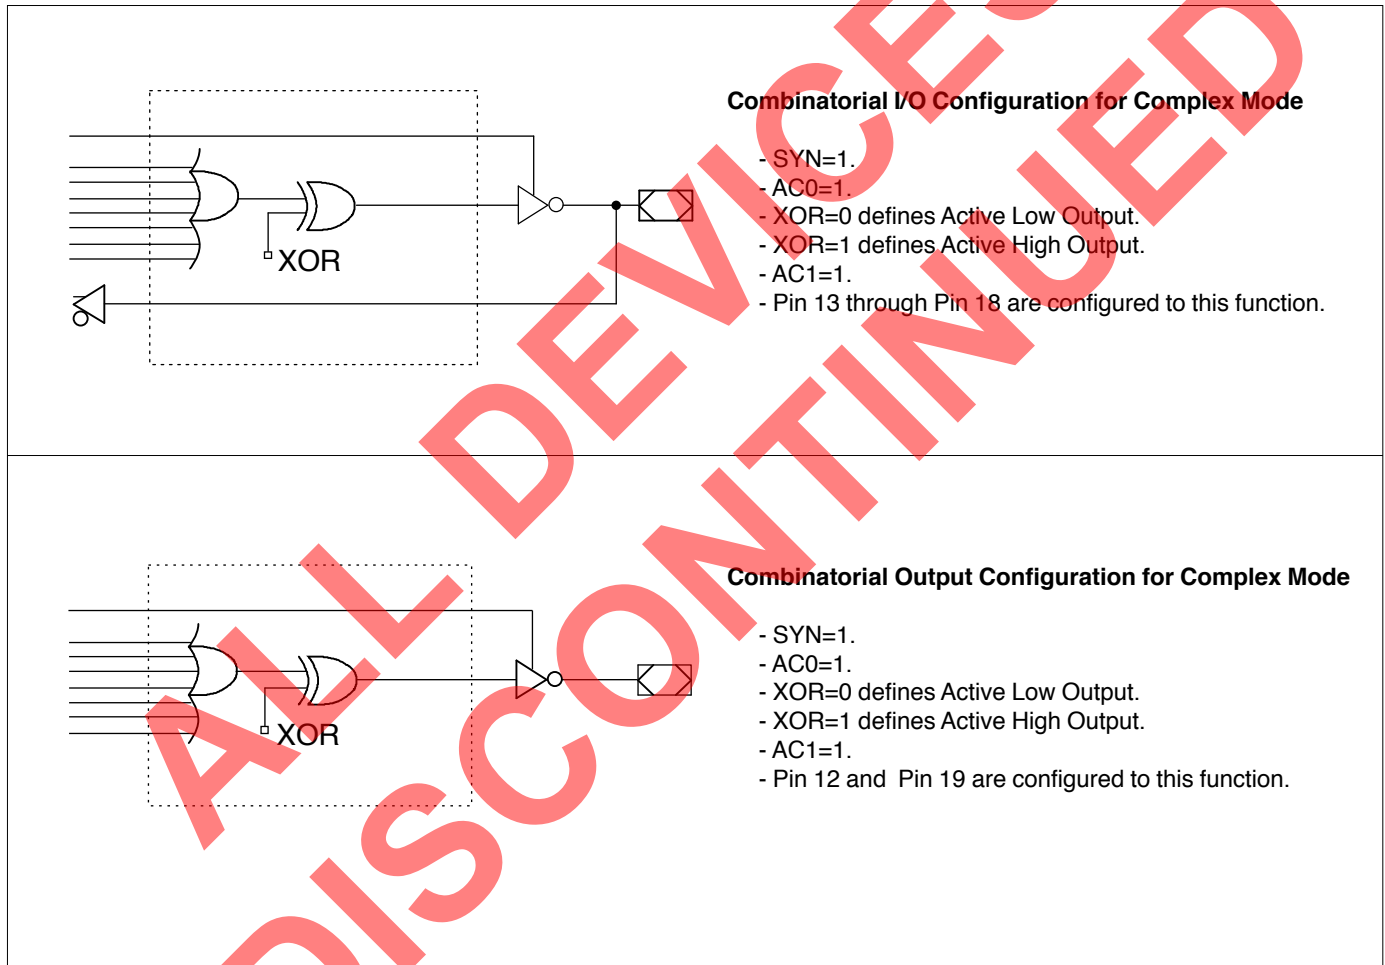 Combinatorial I/O Configuration for Complex Mode
- SYN=1.
- AC0=1.
- XOR=0 defines Active Low Output.
- XOR=1 defines Active High Output.
- AC1=1.
- Pin 13 through Pin 18 are configured to this function.
XOR
Combinatorial Output Configuration for Complex Mode
- SYN=1.
- AC0=1.
- XOR=0 defines Active Low Output.
- XOR=1 defines Active High Output.
- AC1=1.
- Pin 12 and  Pin 19 are configured to this function.
XOR
ALL DEVICES
DISCONTINUED